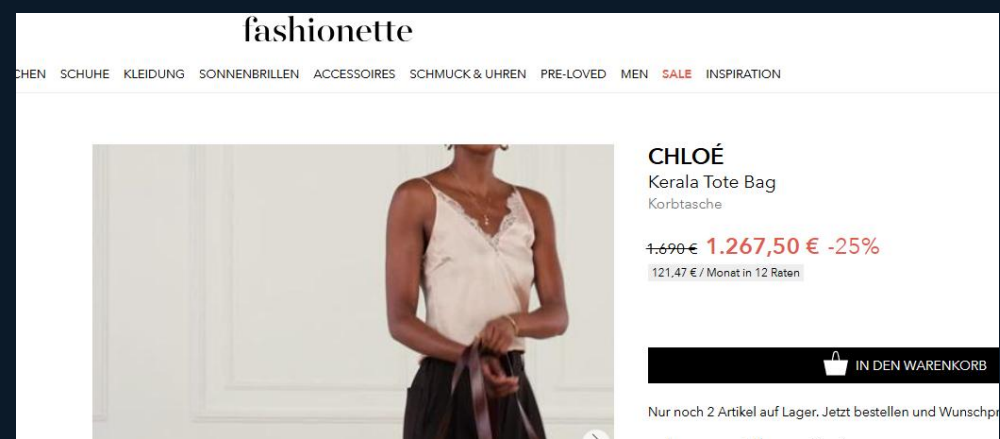 fashionette
SCHUHE KLEIDUNG SONNENBRILLEN ACCESSOIRES SCHMUCK & UHREN PRE-LOVED MEN SALE INSPIRATION
CHLOÉ
Kerala Tote Bag
Korbtasche
1.690 € 1.267,50 € -25%
121,47 € / Monat in 12 Raten
IN DEN WARENKORB
Nur noch 2 Artikel auf Lager. Jetzt bestellen und